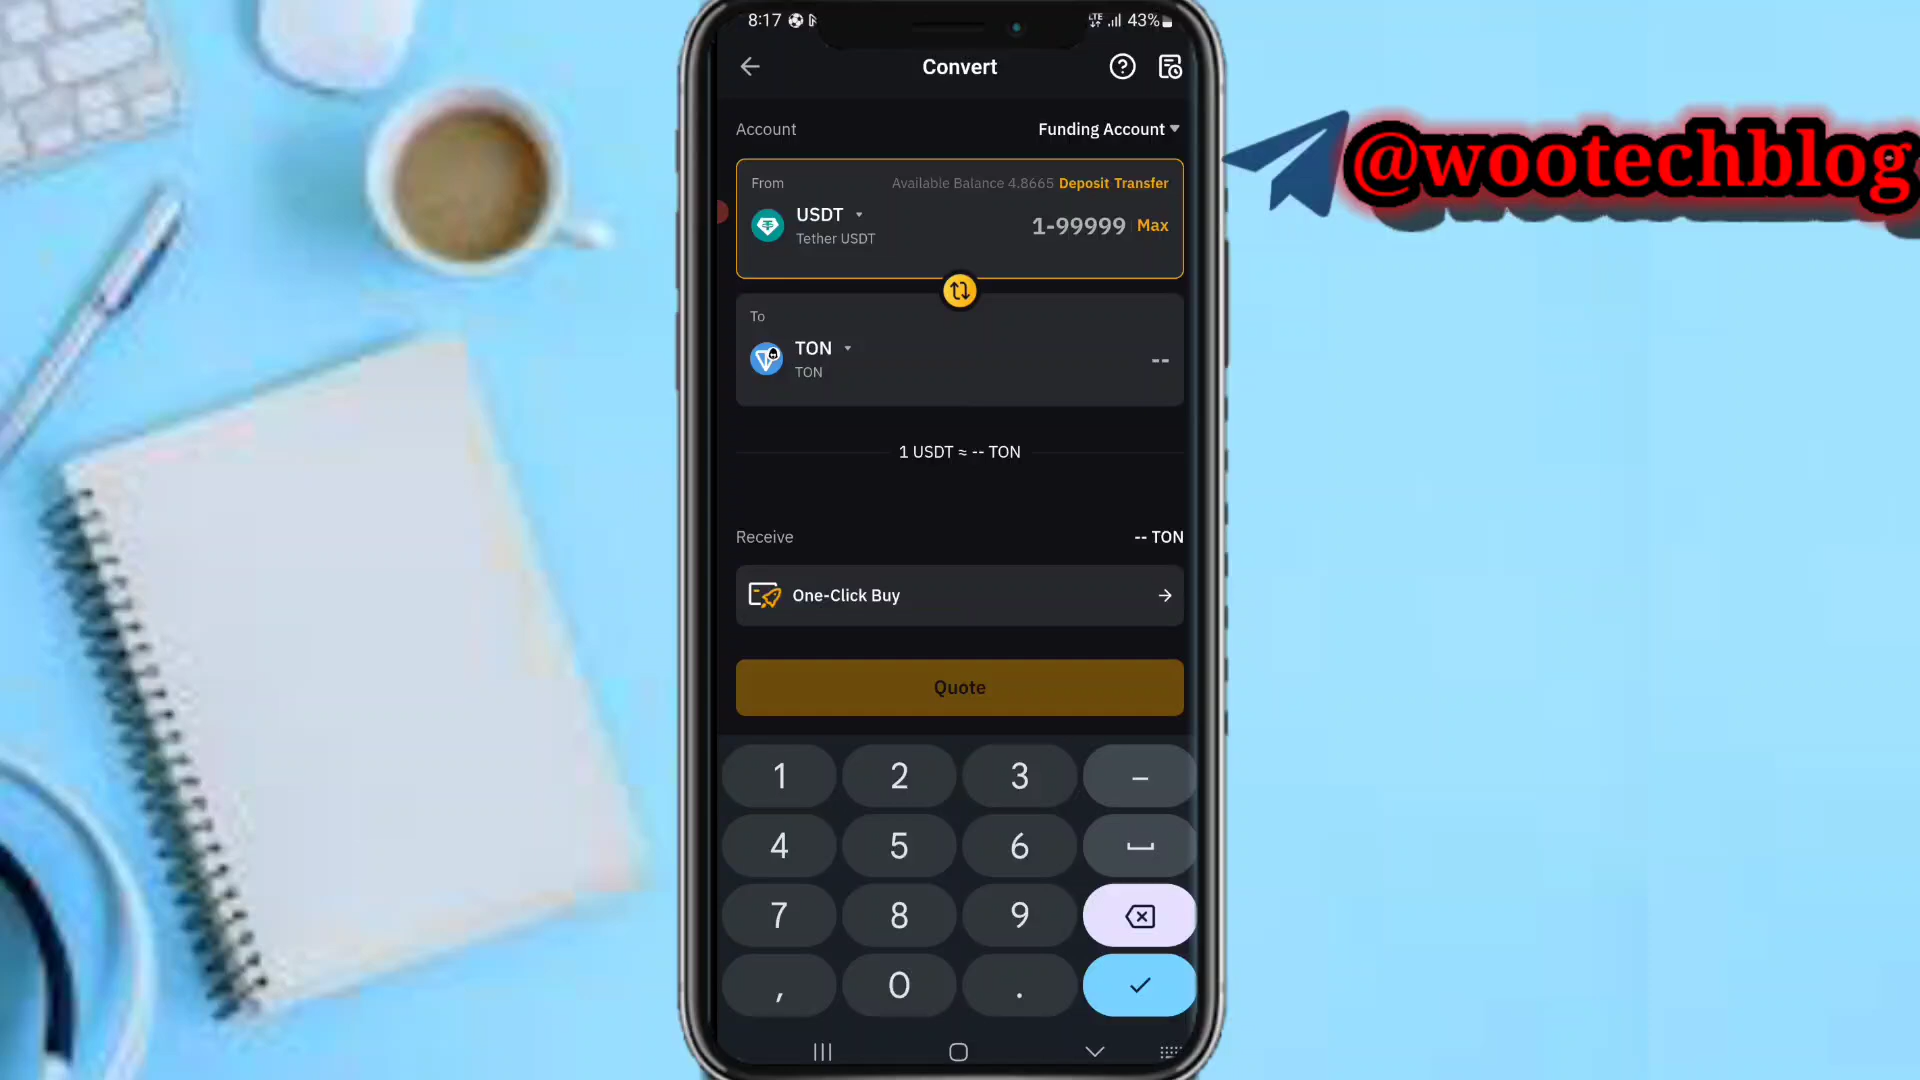 8:17
LTE
43%
Convert
Account
Funding Account
From
Available Balance 4.8665 Deposit Transfer
USDT
Tether USDT
1-99999 Max
To
TON
TON
--
1 USDT ≈ -- TON
Receive
-- TON
One-Click Buy
Quote
1 2 3 –
4 5 6
7 8 9
, 0 .
@wootechblog